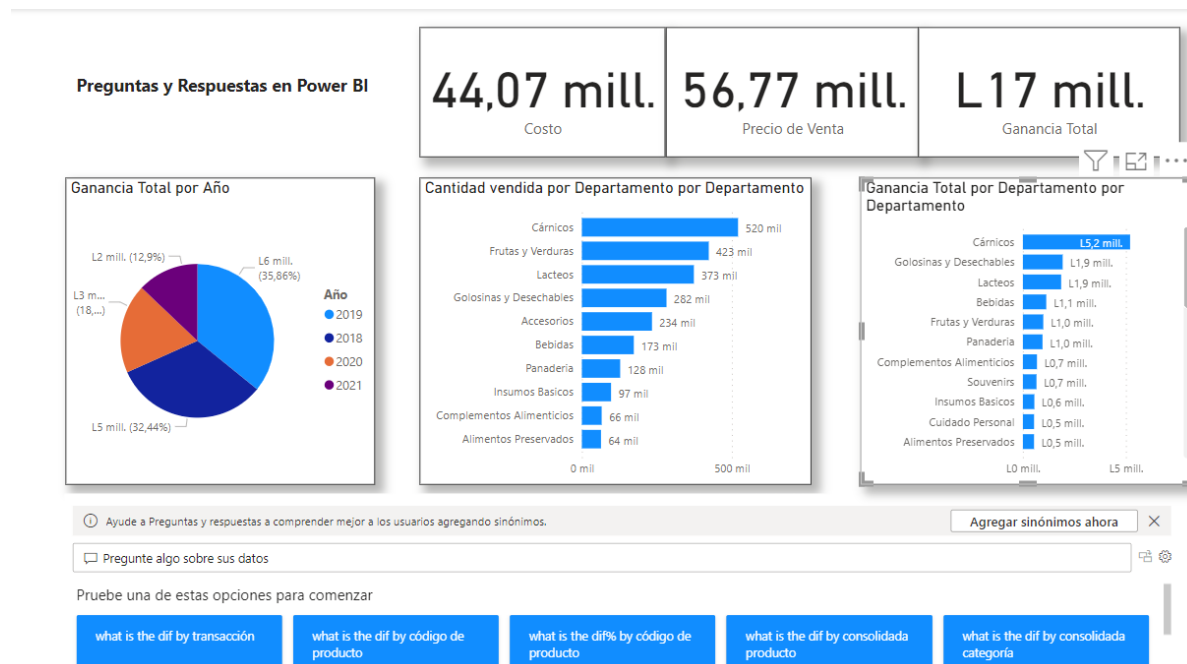 Preguntas y Respuestas en Power BI
44,07 mill.
Costo
56,77 mill.
Precio de Venta
L17 mill.
Ganancia Total
Ganancia Total por Año
L2 mill. (12,9%)
L6 mill.
(35,86%)
L3 m...
(18,...)
L5 mill. (32,44%)
Año
2019
2018
2020
2021
Cantidad vendida por Departamento por Departamento
Cárnicos 520 mil
Frutas y Verduras 423 mil
Lacteos 373 mil
Golosinas y Desechables 282 mil
Accesorios 234 mil
Bebidas 173 mil
Panaderia 128 mil
Insumos Basicos 97 mil
Complementos Alimenticios 66 mil
Alimentos Preservados 64 mil
0 mil 500 mil
Ganancia Total por Departamento por
Departamento
Cárnicos L5,2 mill.
Golosinas y Desechables L1,9 mill.
Lacteos L1,9 mill.
Bebidas L1,1 mill.
Frutas y Verduras L1,0 mill.
Panaderia L1,0 mill.
Complementos Alimenticios L0,7 mill.
Souvenirs L0,7 mill.
Insumos Basicos L0,6 mill.
Cuidado Personal L0,5 mill.
Alimentos Preservados L0,5 mill.
L0 mill. L5 mill.
Ayude a Preguntas y respuestas a comprender mejor a los usuarios agregando sinónimos.
Agregar sinónimos ahora
Pregunte algo sobre sus datos
Pruebe una de estas opciones para comenzar
what is the dif by transacción
what is the dif by código de
producto
what is the dif% by código de
producto
what is the dif by consolidada
producto
what is the dif by consolidada
categoría